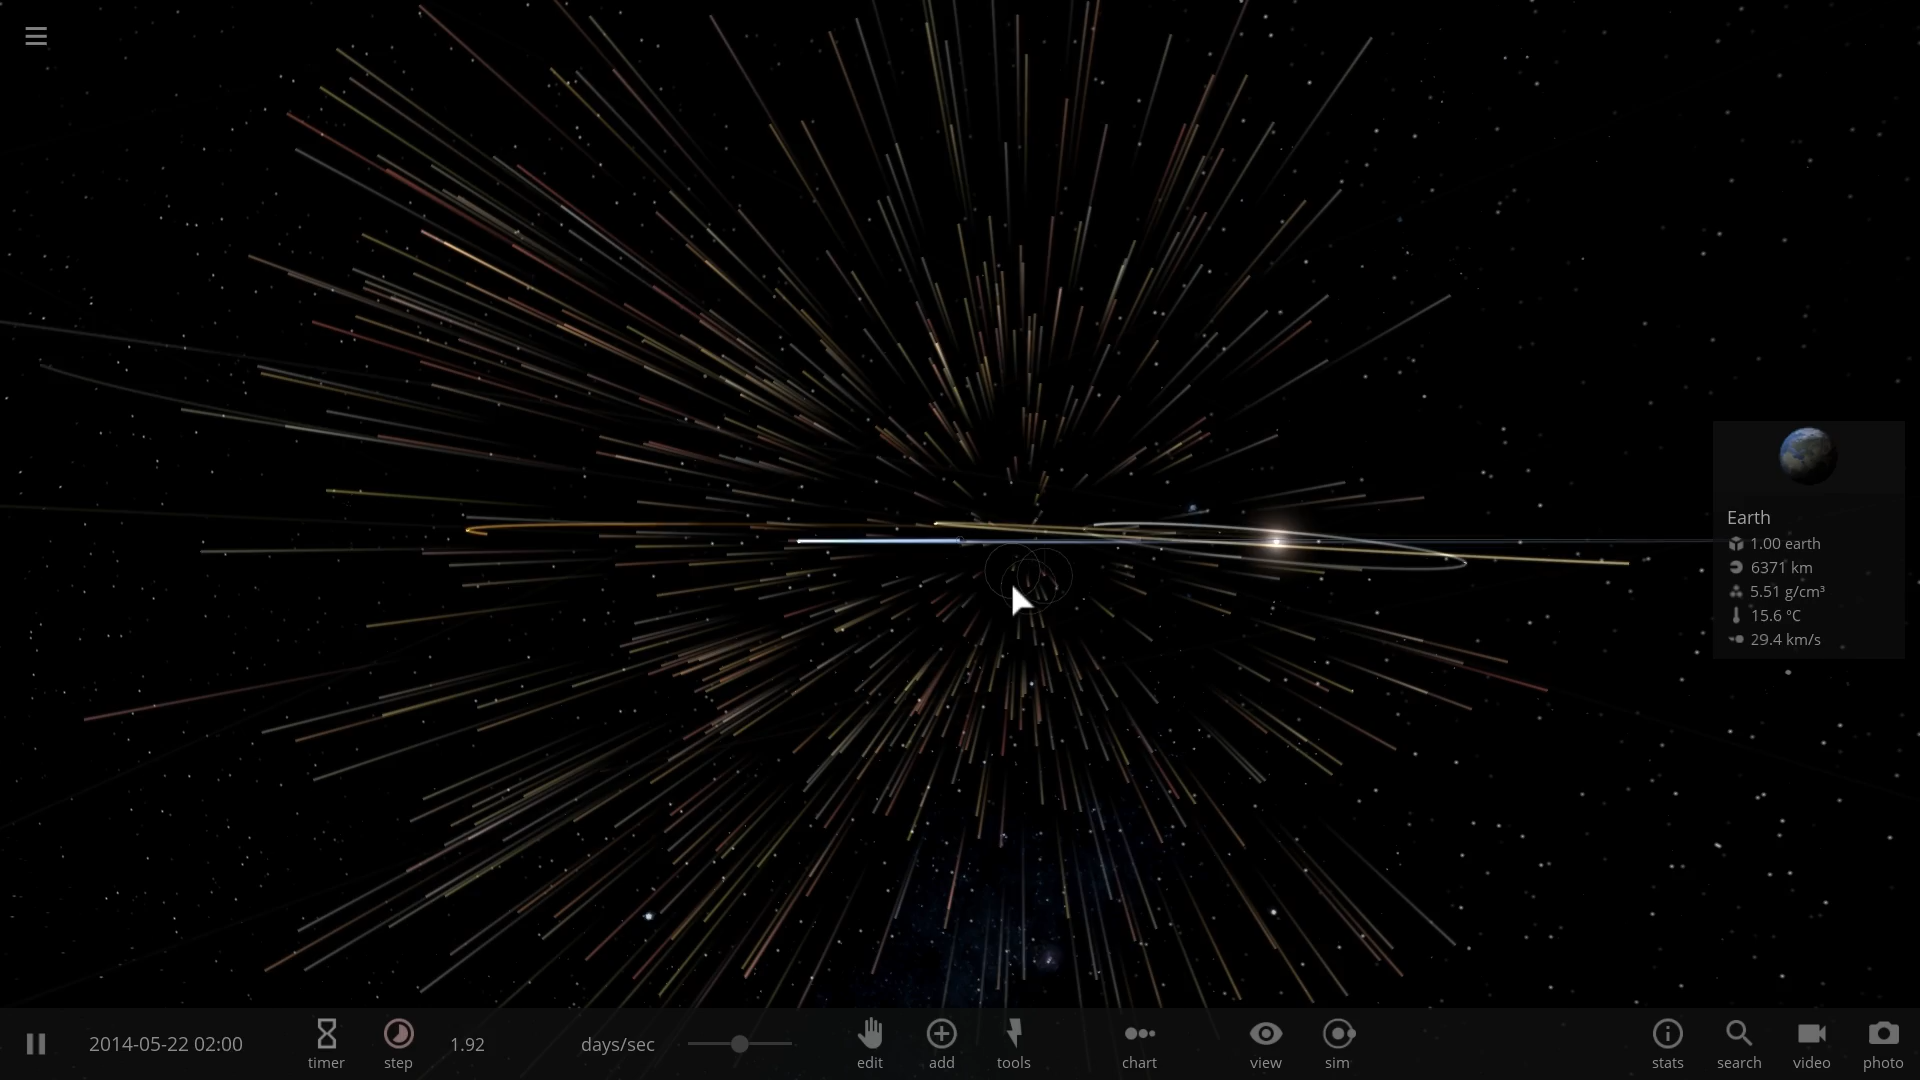 Earth
1.00 earth
6371 km
5.51 g/cm³
15.6 °C
29.4 km/s
2014-05-22 02:00
timer
step
1.92
days/sec
edit
add
tools
chart
view
sim
stats
search
video
photo